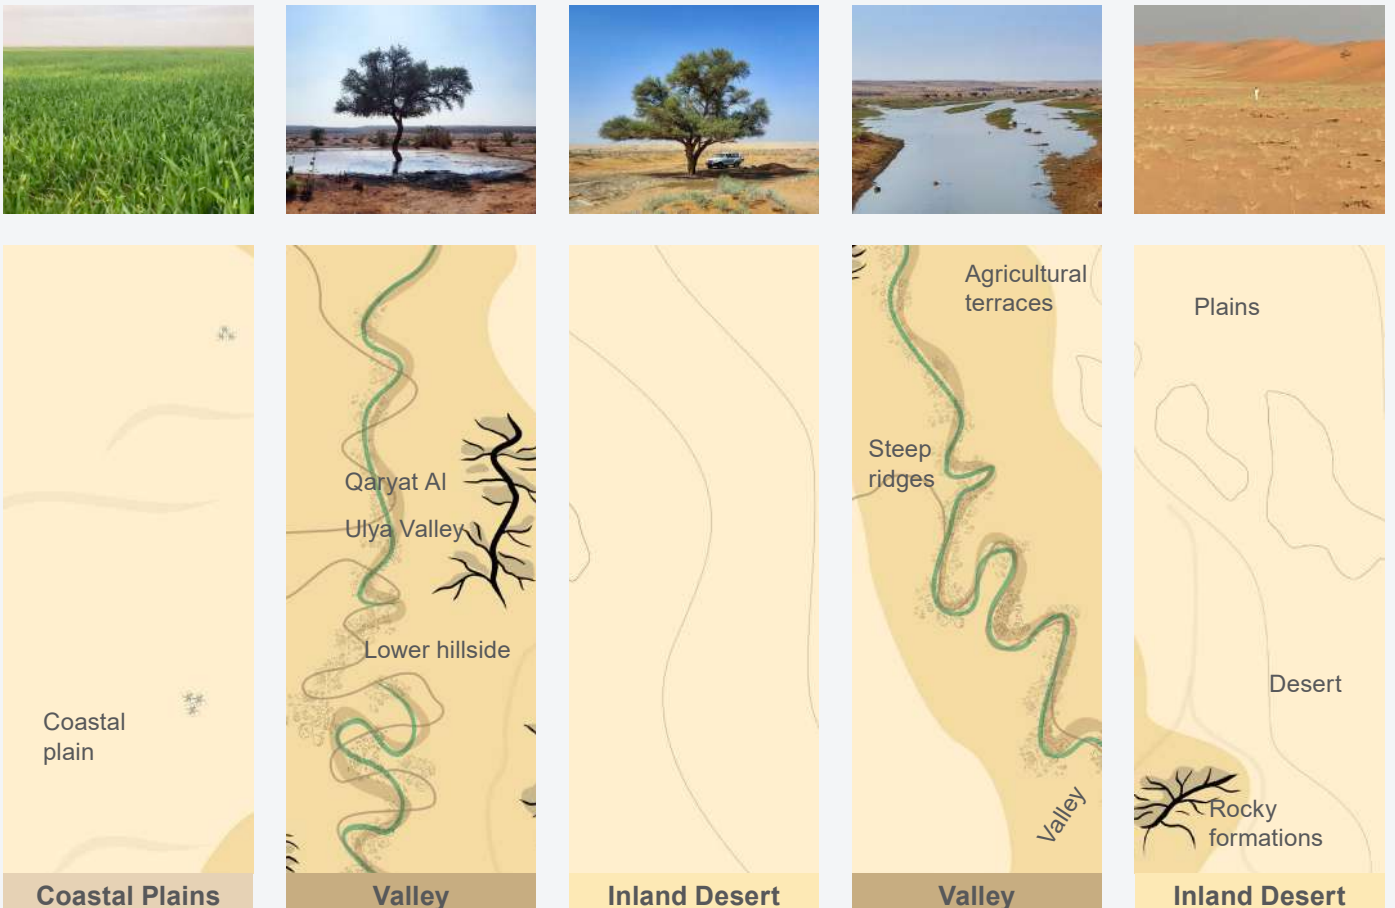 Coastal
plain
Coastal Plains
Qaryat Al
Ulya Valley
Lower hillside
Valley
Inland Desert
Agricultural
terraces
Steep
ridges
Valley
Valley
Plains
Desert
Rocky
formations
Inland Desert